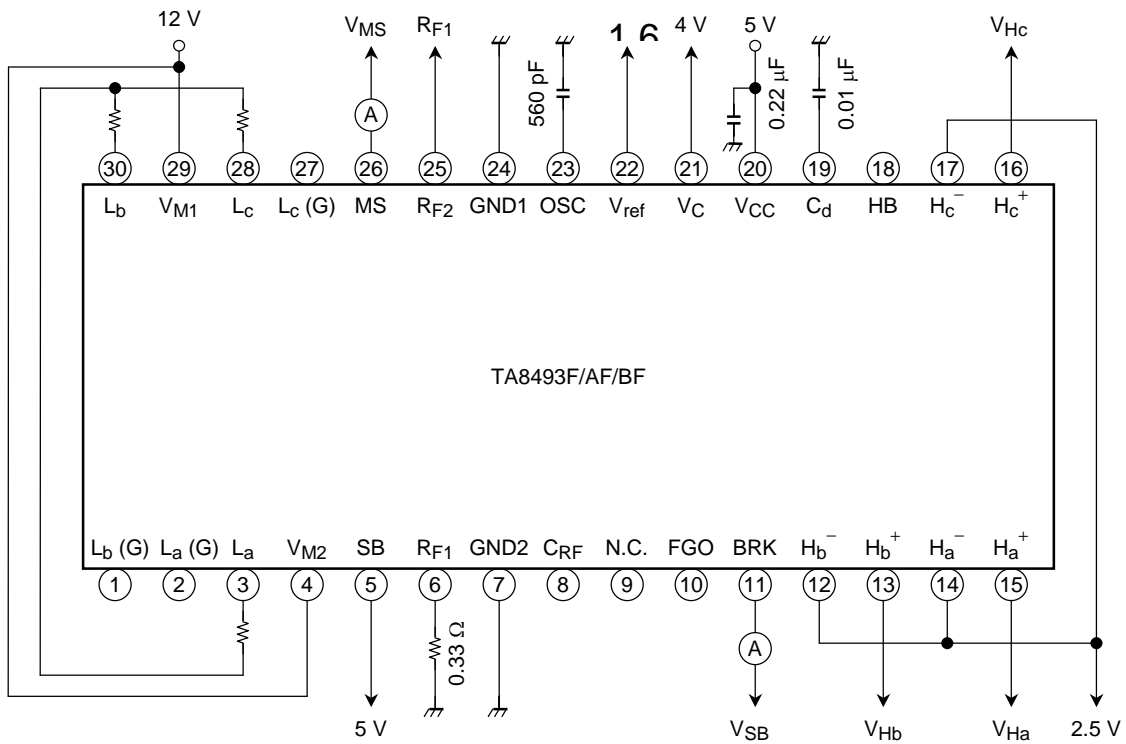 12 V VMS RF1 4 V 5 V VHc
560 pF 0.22 μF 0.01 μF
A
30 29 28 27 26 25 24 23 22 21 20 19 18 17 16
Lb VM1 Lc Lc (G) MS RF2 GND1 OSC Vref VC VCC Cd HB Hc− Hc+
TA8493F/AF/BF
Lb (G) La (G) La VM2 SB RF1 GND2 CRF N.C. FGO BRK Hb− Hb+ Ha− Ha+
1 2 3 4 5 6 7 8 9 10 11 12 13 14 15
0.33 Ω
A
5 V VSB VHb VHa 2.5 V